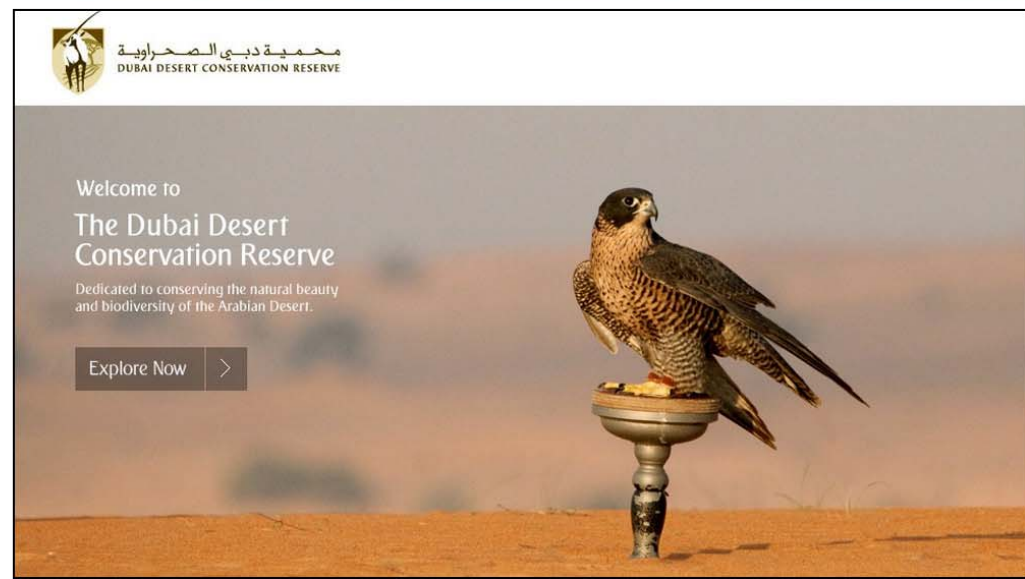 محمية دبي الصحراوية
DUBAI DESERT CONSERVATION RESERVE
Welcome to
The Dubai Desert
Conservation Reserve
Dedicated to conserving the natural beauty
and biodiversity of the Arabian Desert.
Explore Now